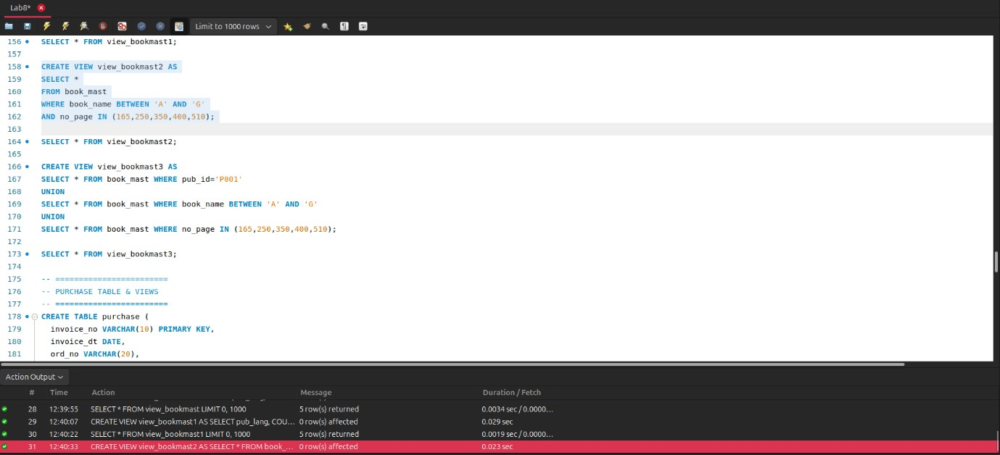 Lab8*
Limit to 1000 rows
156 SELECT * FROM view_bookmast1;
157
158 CREATE VIEW view_bookmast2 AS
159 SELECT *
160 FROM book_mast
161 WHERE book_name BETWEEN 'A' AND 'G'
162 AND no_page IN (165,250,350,400,510);
163
164 SELECT * FROM view_bookmast2;
165
166 CREATE VIEW view_bookmast3 AS
167 SELECT * FROM book_mast WHERE pub_id='P001'
168 UNION
169 SELECT * FROM book_mast WHERE book_name BETWEEN 'A' AND 'G'
170 UNION
171 SELECT * FROM book_mast WHERE no_page IN (165,250,350,400,510);
172
173 SELECT * FROM view_bookmast3;
174
175 -- ========================
176 -- PURCHASE TABLE & VIEWS
177 -- ========================
178 CREATE TABLE purchase (
179 invoice_no VARCHAR(10) PRIMARY KEY,
180 invoice_dt DATE,
181 ord_no VARCHAR(20),
Action Output
# Time Action Message Duration / Fetch
28 12:39:55 SELECT * FROM view_bookmast LIMIT 0, 1000 5 row(s) returned 0.0034 sec / 0.0000...
29 12:40:07 CREATE VIEW view_bookmast1 AS SELECT pub_lang, COU... 0 row(s) affected 0.029 sec
30 12:40:22 SELECT * FROM view_bookmast1 LIMIT 0, 1000 5 row(s) returned 0.0019 sec / 0.0000...
31 12:40:33 CREATE VIEW view_bookmast2 AS SELECT * FROM book_... 0 row(s) affected 0.023 sec